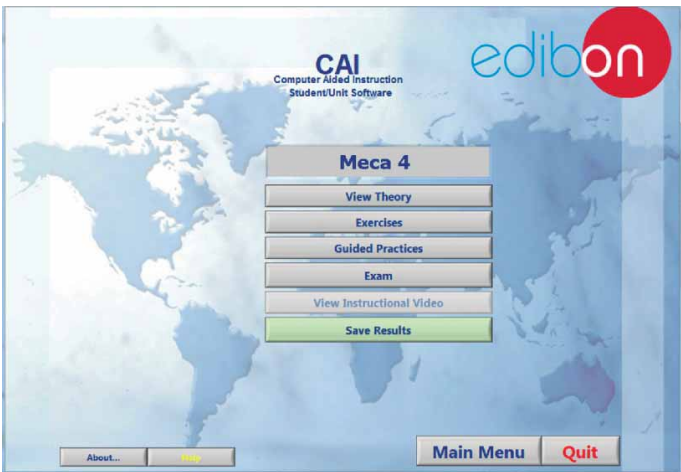 edibon
CAI
Computer Aided Instruction
Student/Unit Software
Meca 4
View Theory
Exercises
Guided Practices
Exam
View Instructional Video
Save Results
About...
Help
Main Menu
Quit